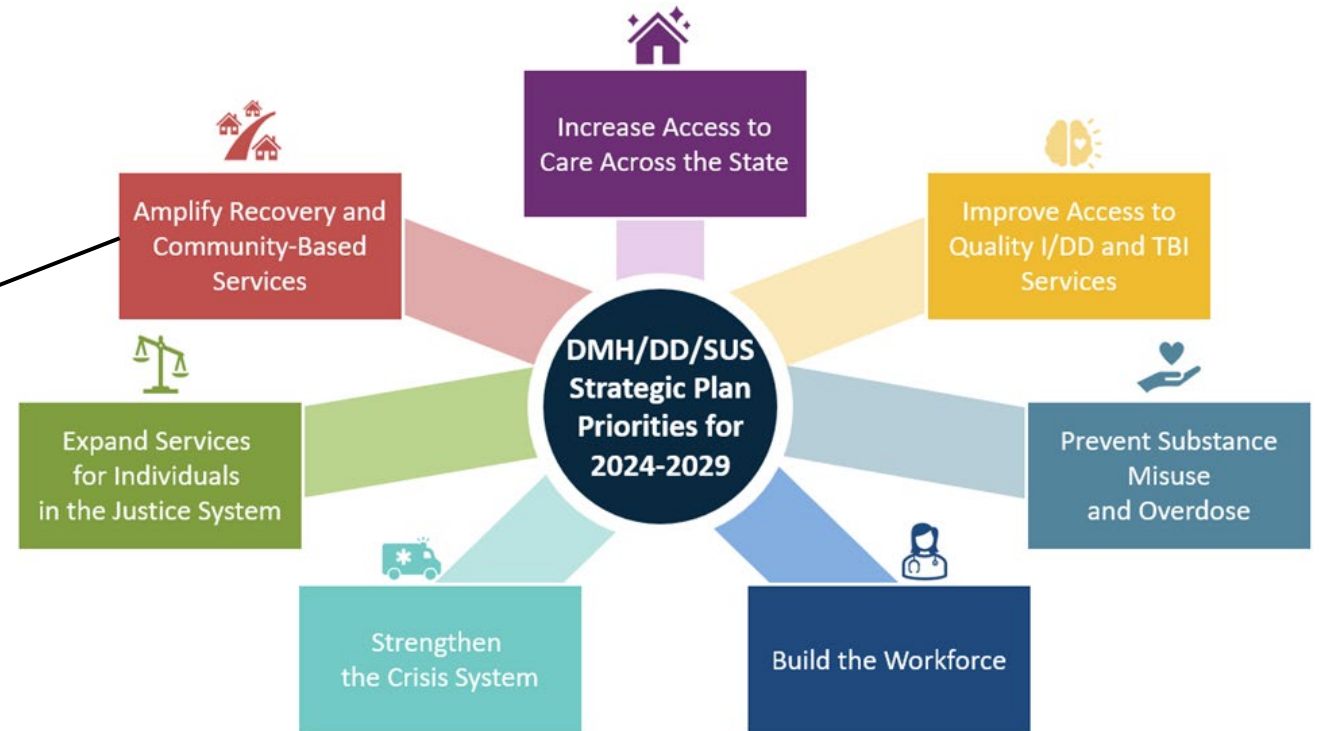 Increase Access to
Care Across the State
Amplify Recovery and
Community-Based
Services
Improve Access to
Quality I/DD and TBI
Services
DMH/DD/SUS
Strategic Plan
Priorities for
2024-2029
Expand Services
for Individuals
in the Justice System
Prevent Substance
Misuse
and Overdose
Strengthen
the Crisis System
Build the Workforce